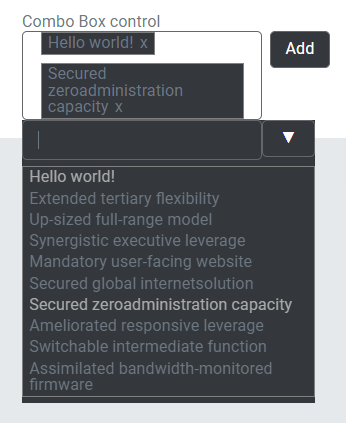 Combo Box control
Hello world! x
Add
Secured
zeroadministration
capacity x
▼
Hello world!
Extended tertiary flexibility
Up-sized full-range model
Synergistic executive leverage
Mandatory user-facing website
Secured global internetsolution
Secured zeroadministration capacity
Ameliorated responsive leverage
Switchable intermediate function
Assimilated bandwidth-monitored
firmware